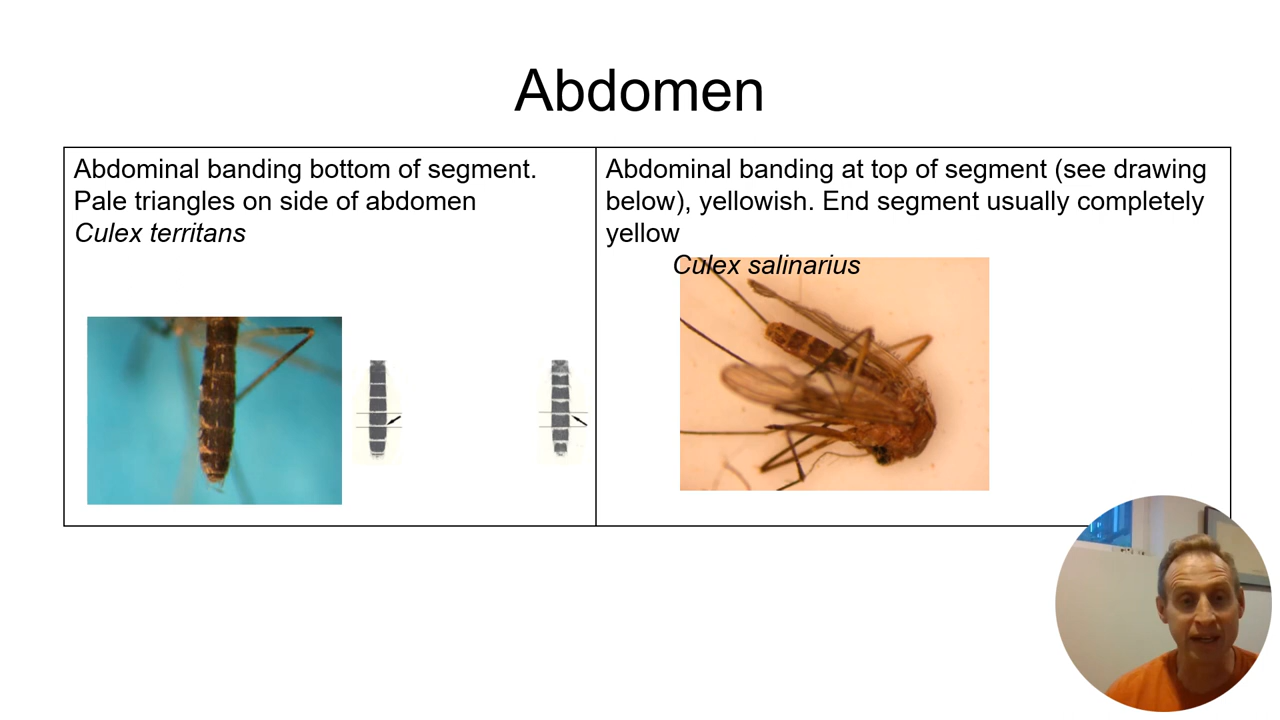 Abdomen
Abdominal banding bottom of segment.
Pale triangles on side of abdomen
Culex territans
Abdominal banding at top of segment (see drawing
below), yellowish. End segment usually completely
yellow
Culex salinarius